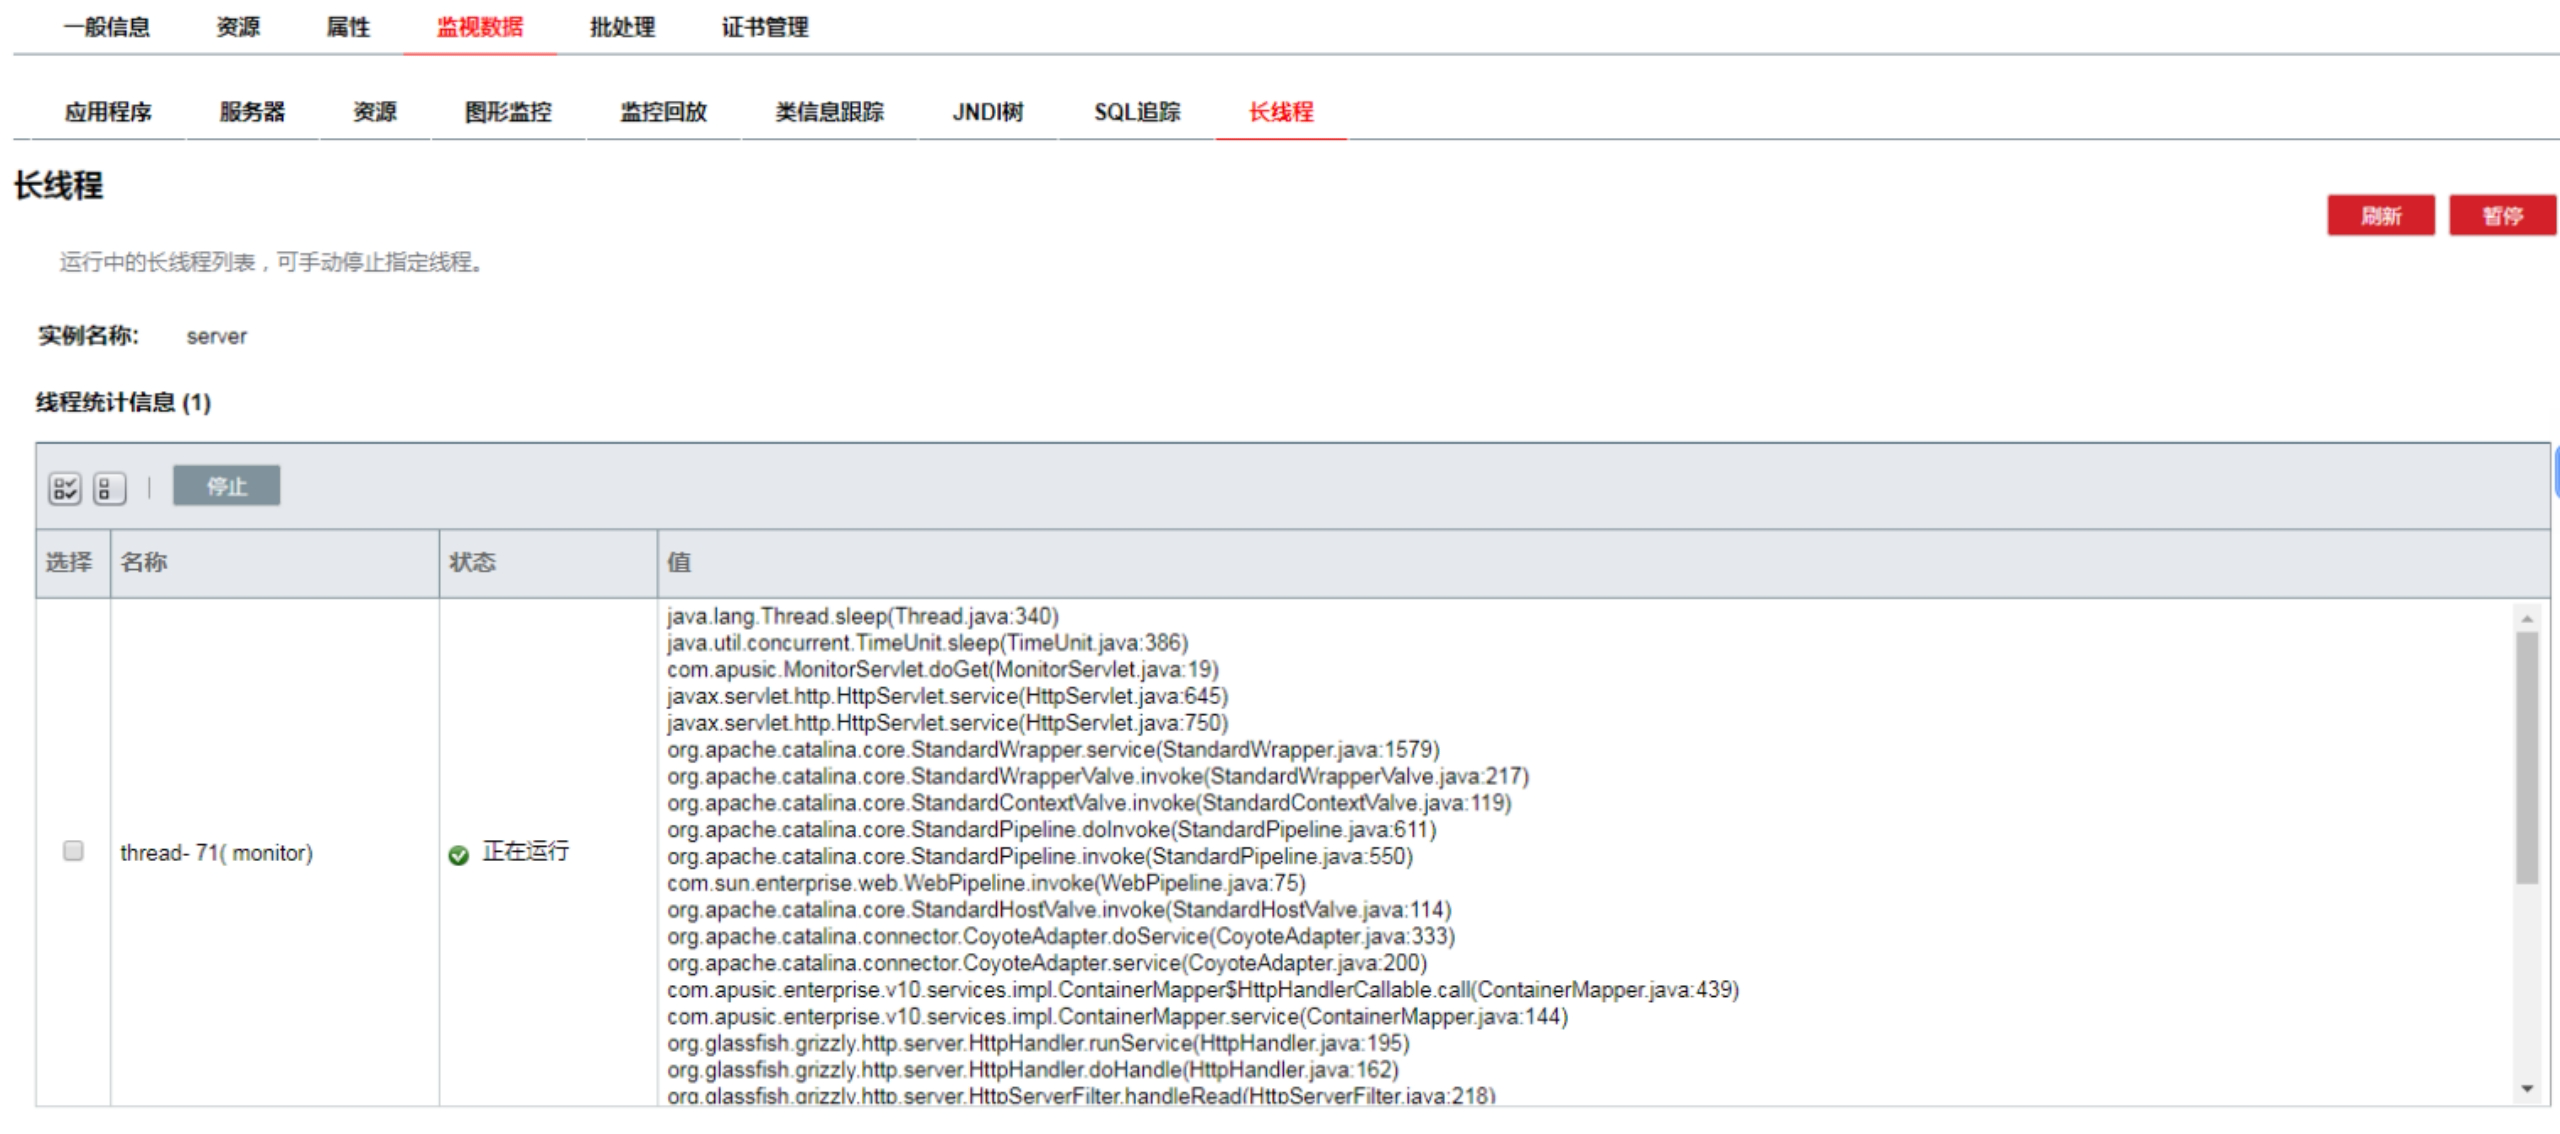 一般信息 资源 属性 监视数据 批处理 证书管理
应用程序 服务器 资源 图形监控 监控回放 类信息跟踪 JNDI树 SQL追踪 长线程
长线程
刷新 暂停
运行中的长线程列表，可手动停止指定线程。
实例名称: server
线程统计信息 (1)
停止
选择 名称 状态 值
java.lang.Thread.sleep(Thread.java:340)
java.util.concurrent.TimeUnit.sleep(TimeUnit.java:386)
com.apusic.MonitorServlet.doGet(MonitorServlet.java:19)
javax.servlet.http.HttpServlet.service(HttpServlet.java:645)
javax.servlet.http.HttpServlet.service(HttpServlet.java:750)
org.apache.catalina.core.StandardWrapper.service(StandardWrapper.java:1579)
org.apache.catalina.core.StandardWrapperValve.invoke(StandardWrapperValve.java:217)
org.apache.catalina.core.StandardContextValve.invoke(StandardContextValve.java:119)
org.apache.catalina.core.StandardPipeline.doInvoke(StandardPipeline.java:611)
thread- 71( monitor) 正在运行
org.apache.catalina.core.StandardPipeline.invoke(StandardPipeline.java:550)
com.sun.enterprise.web.WebPipeline.invoke(WebPipeline.java:75)
org.apache.catalina.core.StandardHostValve.invoke(StandardHostValve.java:114)
org.apache.catalina.connector.CoyoteAdapter.doService(CoyoteAdapter.java:333)
org.apache.catalina.connector.CoyoteAdapter.service(CoyoteAdapter.java:200)
com.apusic.enterprise.v10.services.impl.ContainerMapper$HttpHandlerCallable.call(ContainerMapper.java:439)
com.apusic.enterprise.v10.services.impl.ContainerMapper.service(ContainerMapper.java:144)
org.glassfish.grizzly.http.server.HttpHandler.runService(HttpHandler.java:195)
org.glassfish.grizzly.http.server.HttpHandler.doHandle(HttpHandler.java:162)
org.glassfish.grizzly.http.server.HttpServerFilter.handleRead(HttpServerFilter.java:218)